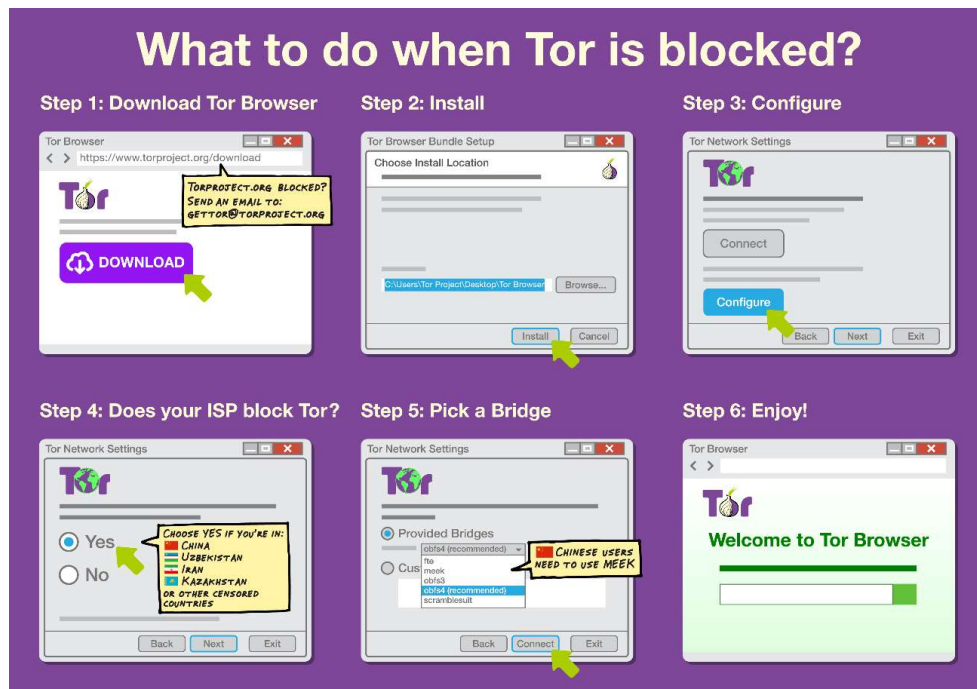 What to do when Tor is blocked?
Step 1: Download Tor Browser
Tor Browser
https://www.torproject.org/download
Tor
TORPROJECT.ORG BLOCKED?
SEND AN EMAIL TO:
GETTOR@TORPROJECT.ORG
DOWNLOAD
Step 2: Install
Tor Browser Bundle Setup
Choose Install Location
C:\Users\Tor Project\Desktop\Tor Browser
Browse...
Install
Cancel
Step 3: Configure
Tor Network Settings
Tor
Connect
Configure
Back
Next
Exit
Step 4: Does your ISP block Tor?
Tor Network Settings
Tor
Yes
No
CHOOSE YES IF YOU'RE IN:
CHINA
UZBEKISTAN
IRAN
KAZAKHSTAN
OR OTHER CENSORED
COUNTRIES
Back
Next
Exit
Step 5: Pick a Bridge
Tor Network Settings
Tor
Provided Bridges
obfs4 (recommended)
Cus
fte
meek
obfs3
obfs4 (recommended)
scramblesuit
CHINESE USERS
NEED TO USE MEEK
Back
Connect
Exit
Step 6: Enjoy!
Tor Browser
Tor
Welcome to Tor Browser